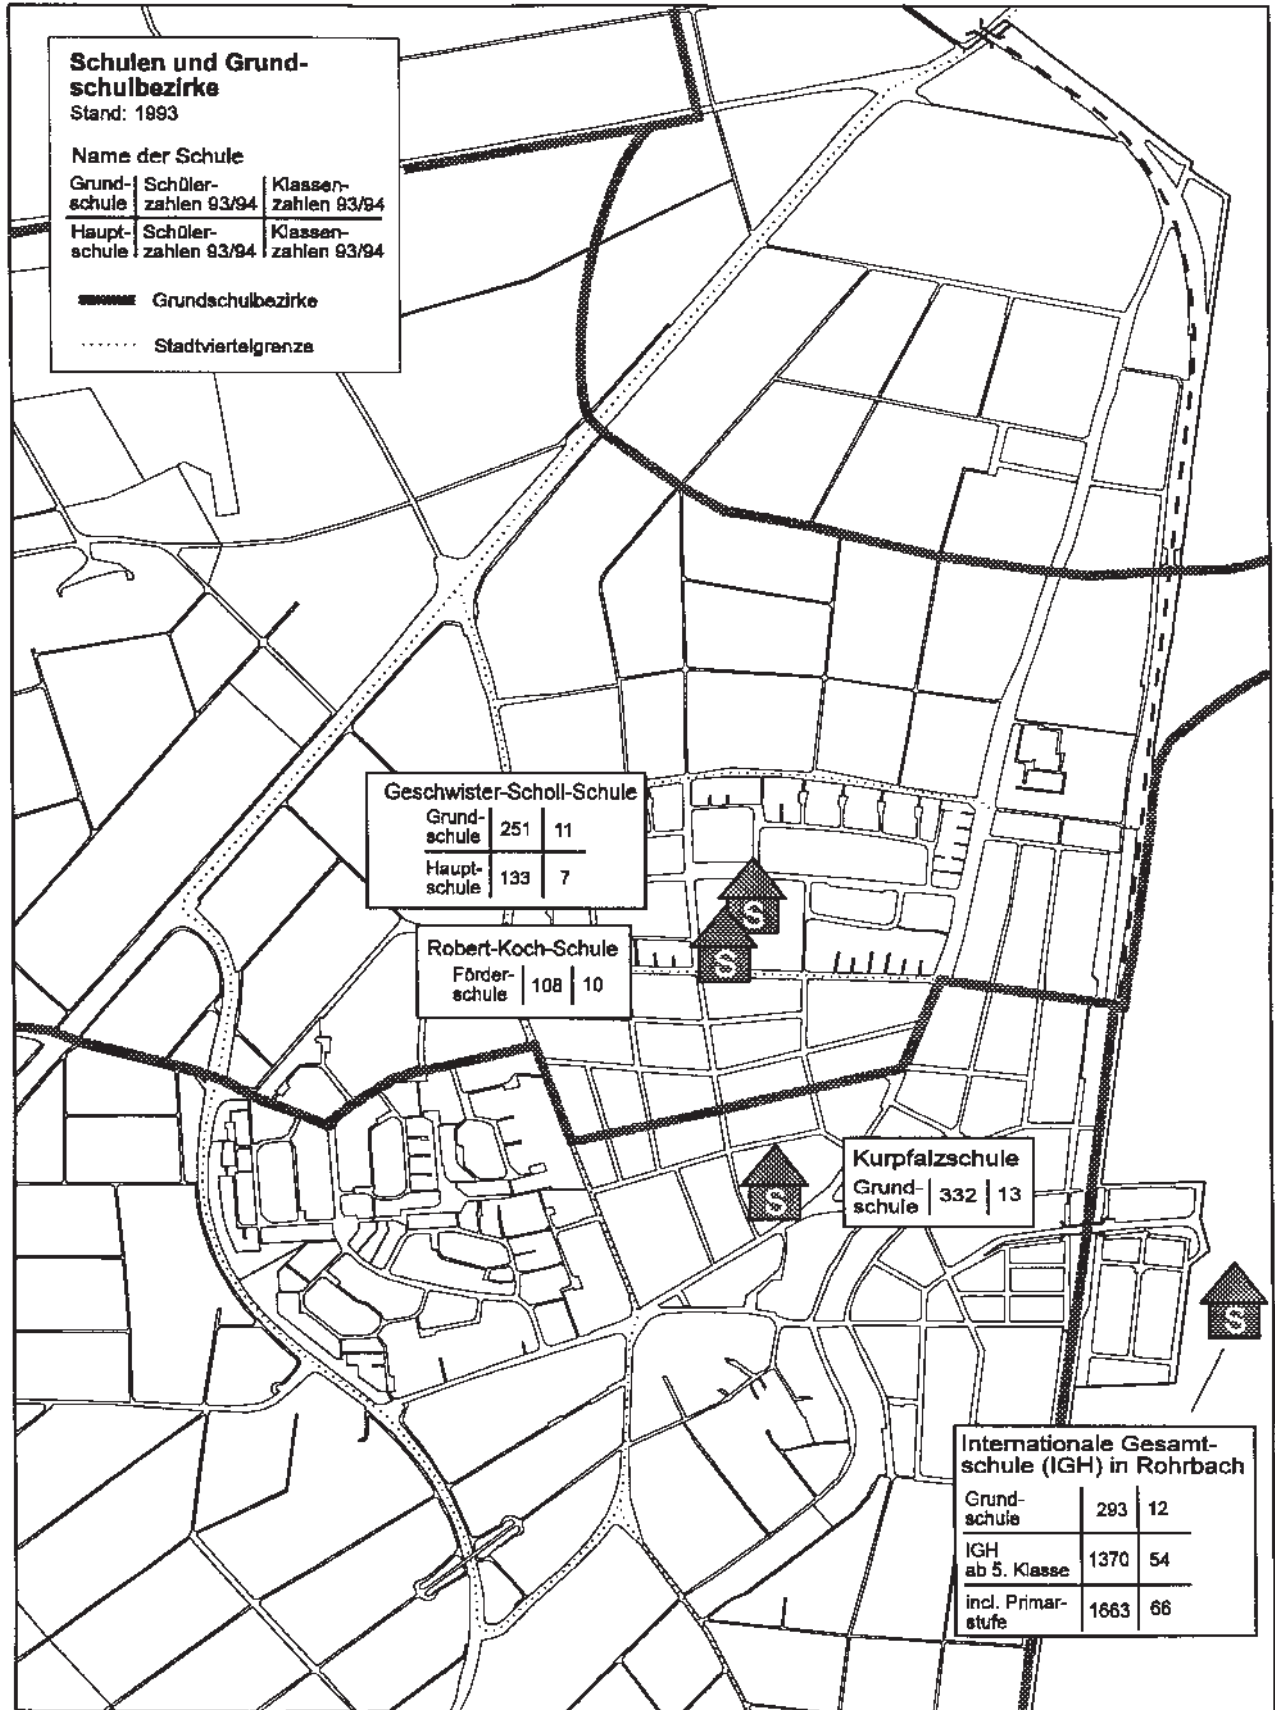 Schulen und Grund-
schulbezirke
Stand: 1993
Name der Schule
Grund- Schüler- Klassen-
schule zahlen 93/94 zahlen 93/94
Haupt- Schüler- Klassen-
schule zahlen 93/94 zahlen 93/94
Grundschulbezirke
Stadtviertelgrenze
Geschwister-Scholl-Schule
Grund-
schule 251 11
Haupt-
schule 133 7
S
S
Robert-Koch-Schule
Förder-
schule 108 10
Kurpfalzschule
Grund-
schule 332 13
S
S
Internationale Gesamt-
schule (IGH) in Rohrbach
Grund-
schule 293 12
IGH
ab 5. Klasse 1370 54
incl. Primar-
stufe 1663 66